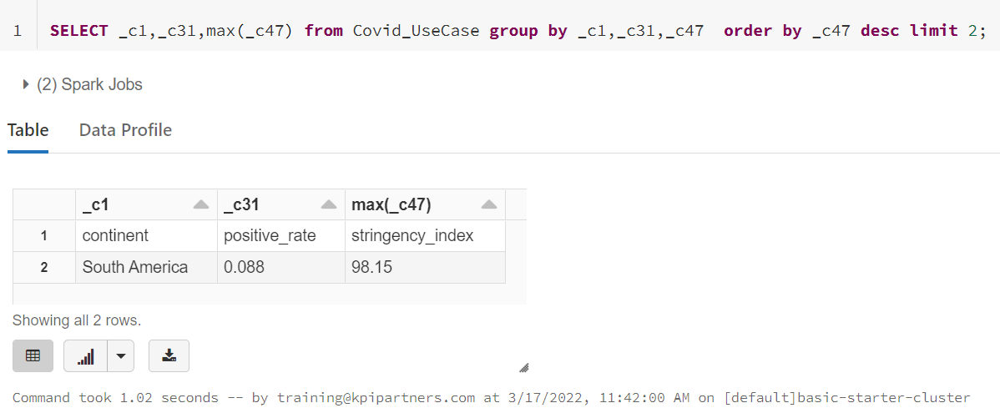 1 SELECT _c1,_c31,max(_c47) from Covid_UseCase group by _c1,_c31,_c47 order by _c47 desc limit 2;
(2) Spark Jobs
Table Data Profile
_c1 _c31 max(_c47)
1 continent positive_rate stringency_index
2 South America 0.088 98.15
Showing all 2 rows.
Command took 1.02 seconds -- by training@kpipartners.com at 3/17/2022, 11:42:00 AM on [default]basic-starter-cluster